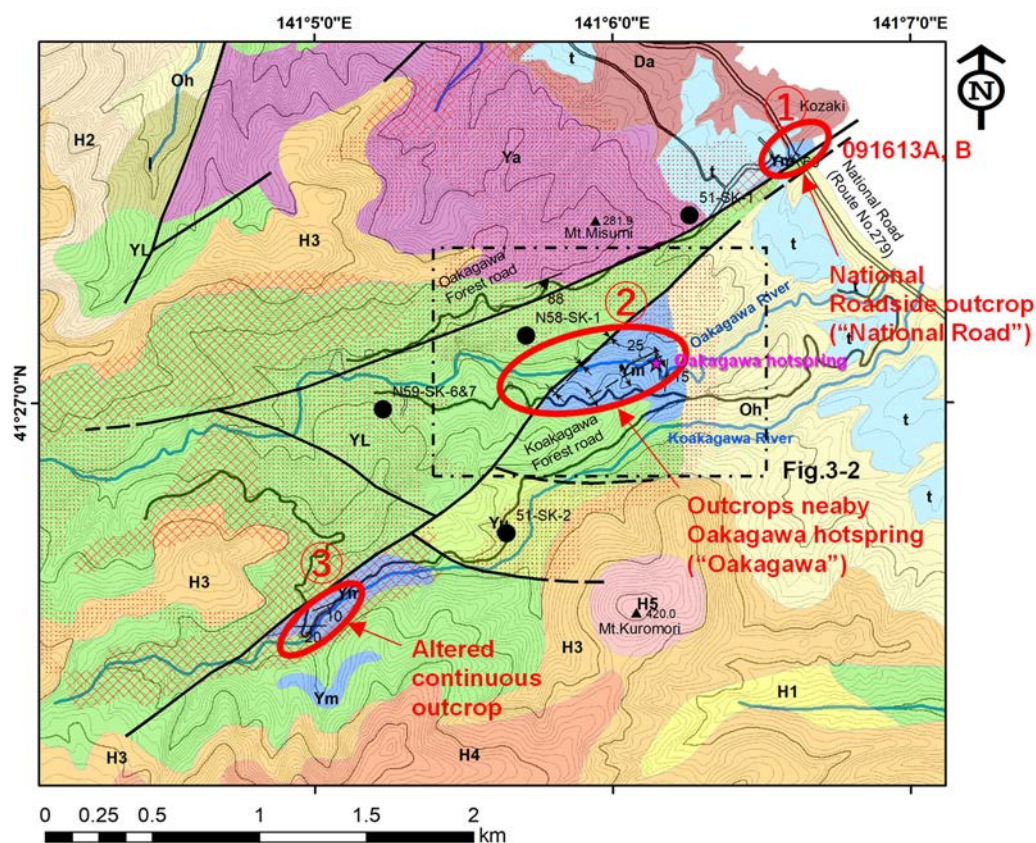 141°5'0"E
141°6'0"E
141°7'0"E
N
41°27'0"N
Oh
H2
YL
H3
Ya
t
Da
Kozaki
①
Ym
091613A, B
51-SK-1
281.9
Mt.Misumi
National Road
(Route No.279)
National
Roadside outcrop
("National Road")
Oakagawa
Forest road
88
N58-SK-1
②
25
Ym
15
Oakagawa River
Oakagawa hotspring
N59-SK-6&7
YL
Koakagawa
Forest road
Oh
Koakagawa River
Fig.3-2
Outcrops neaby
Oakagawa hotspring
("Oakagawa")
51-SK-2
③
Ym
10
20
Altered
continuous
outcrop
Ym
H5
420.0
Mt.Kuromori
H3
H3
H3
H4
H1
t
t
t
t
t
t
0 0.25 0.5 1 1.5 2
km